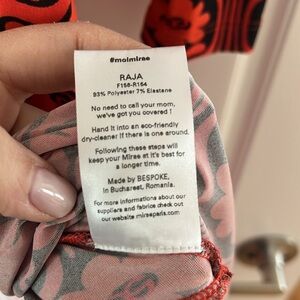 #moimirae
RAJA
F158-R164
93% Polyester 7% Elastane
No need to call your mom,
we've got you covered !
Hand it into an eco-friendly
dry-cleaner if there is one around.
Following these steps will
keep your Mirae at it's best for
a longer time.
Made by BESPOKE,
in Bucharest, Romania.
For more information about our
suppliers and fabrics check out
our website miraeparis.com